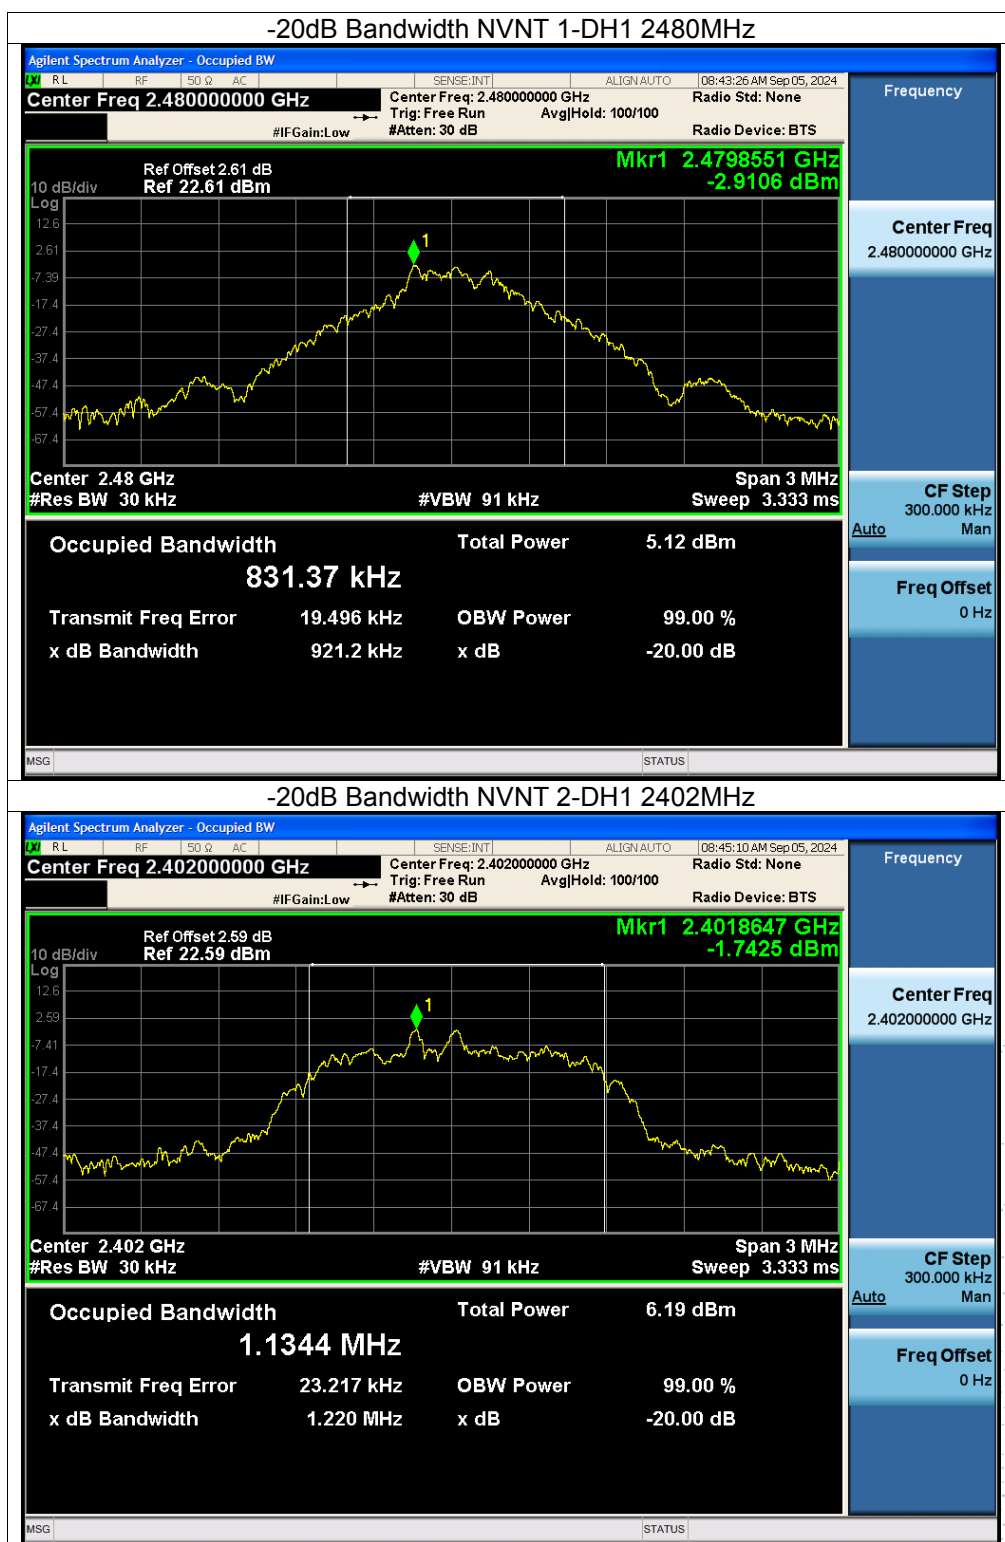 -20dB Bandwidth NVNT 1-DH1 2480MHz
Agilent Spectrum Analyzer - Occupied BW
LXI RL RF 50 Ω AC SENSE:INT ALIGN AUTO 08:43:26 AM Sep 05, 2024
Center Freq 2.480000000 GHz
Center Freq: 2.480000000 GHz Radio Std: None
Trig: Free Run Avg|Hold: 100/100
#IFGain:Low #Atten: 30 dB Radio Device: BTS
Frequency
Mkr1 2.4798551 GHz
-2.9106 dBm
Ref Offset 2.61 dB
10 dB/div Ref 22.61 dBm
Log
12.6
2.61
-7.39
-17.4
-27.4
-37.4
-47.4
-57.4
-67.4
1
Center 2.48 GHz Span 3 MHz
#Res BW 30 kHz #VBW 91 kHz Sweep 3.333 ms
Center Freq
2.480000000 GHz
CF Step
300.000 kHz
Auto Man
Freq Offset
0 Hz
Occupied Bandwidth Total Power 5.12 dBm
831.37 kHz
Transmit Freq Error 19.496 kHz OBW Power 99.00 %
x dB Bandwidth 921.2 kHz x dB -20.00 dB
MSG STATUS
-20dB Bandwidth NVNT 2-DH1 2402MHz
Agilent Spectrum Analyzer - Occupied BW
LXI RL RF 50 Ω AC SENSE:INT ALIGN AUTO 08:45:10 AM Sep 05, 2024
Center Freq 2.402000000 GHz
Center Freq: 2.402000000 GHz Radio Std: None
Trig: Free Run Avg|Hold: 100/100
#IFGain:Low #Atten: 30 dB Radio Device: BTS
Frequency
Mkr1 2.4018647 GHz
-1.7425 dBm
Ref Offset 2.59 dB
10 dB/div Ref 22.59 dBm
Log
12.6
2.59
-7.41
-17.4
-27.4
-37.4
-47.4
-57.4
-67.4
1
Center 2.402 GHz Span 3 MHz
#Res BW 30 kHz #VBW 91 kHz Sweep 3.333 ms
Center Freq
2.402000000 GHz
CF Step
300.000 kHz
Auto Man
Freq Offset
0 Hz
Occupied Bandwidth Total Power 6.19 dBm
1.1344 MHz
Transmit Freq Error 23.217 kHz OBW Power 99.00 %
x dB Bandwidth 1.220 MHz x dB -20.00 dB
MSG STATUS